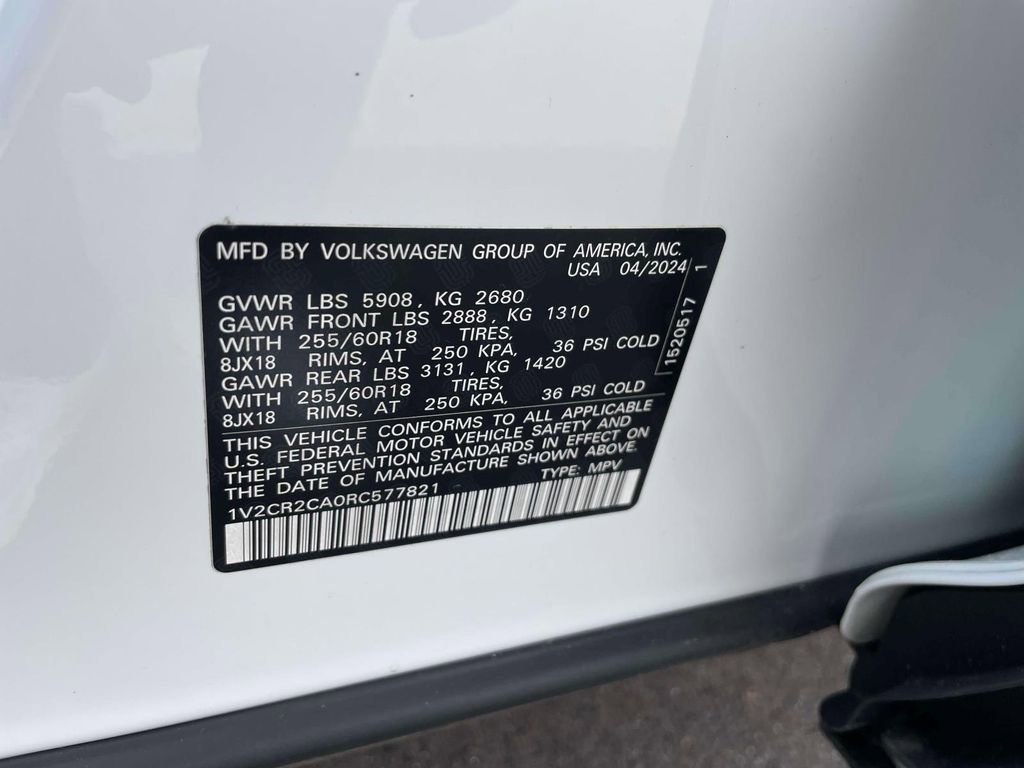 MFD BY VOLKSWAGEN GROUP OF AMERICA, INC.
USA 04/2024
GVWR LBS 5908, KG 2680
GAWR FRONT LBS 2888, KG 1310
WITH 255/60R18 TIRES,
8JX18 RIMS, AT 250 KPA, 36 PSI COLD
GAWR REAR LBS 3131, KG 1420
WITH 255/60R18 TIRES,
8JX18 RIMS, AT 250 KPA, 36 PSI COLD
THIS VEHICLE CONFORMS TO ALL APPLICABLE
U.S. FEDERAL MOTOR VEHICLE SAFETY AND
THEFT PREVENTION STANDARDS IN EFFECT ON
THE DATE OF MANUFACTURE SHOWN ABOVE.
1V2CR2CA0RC577821 TYPE: MPV
1520517 1